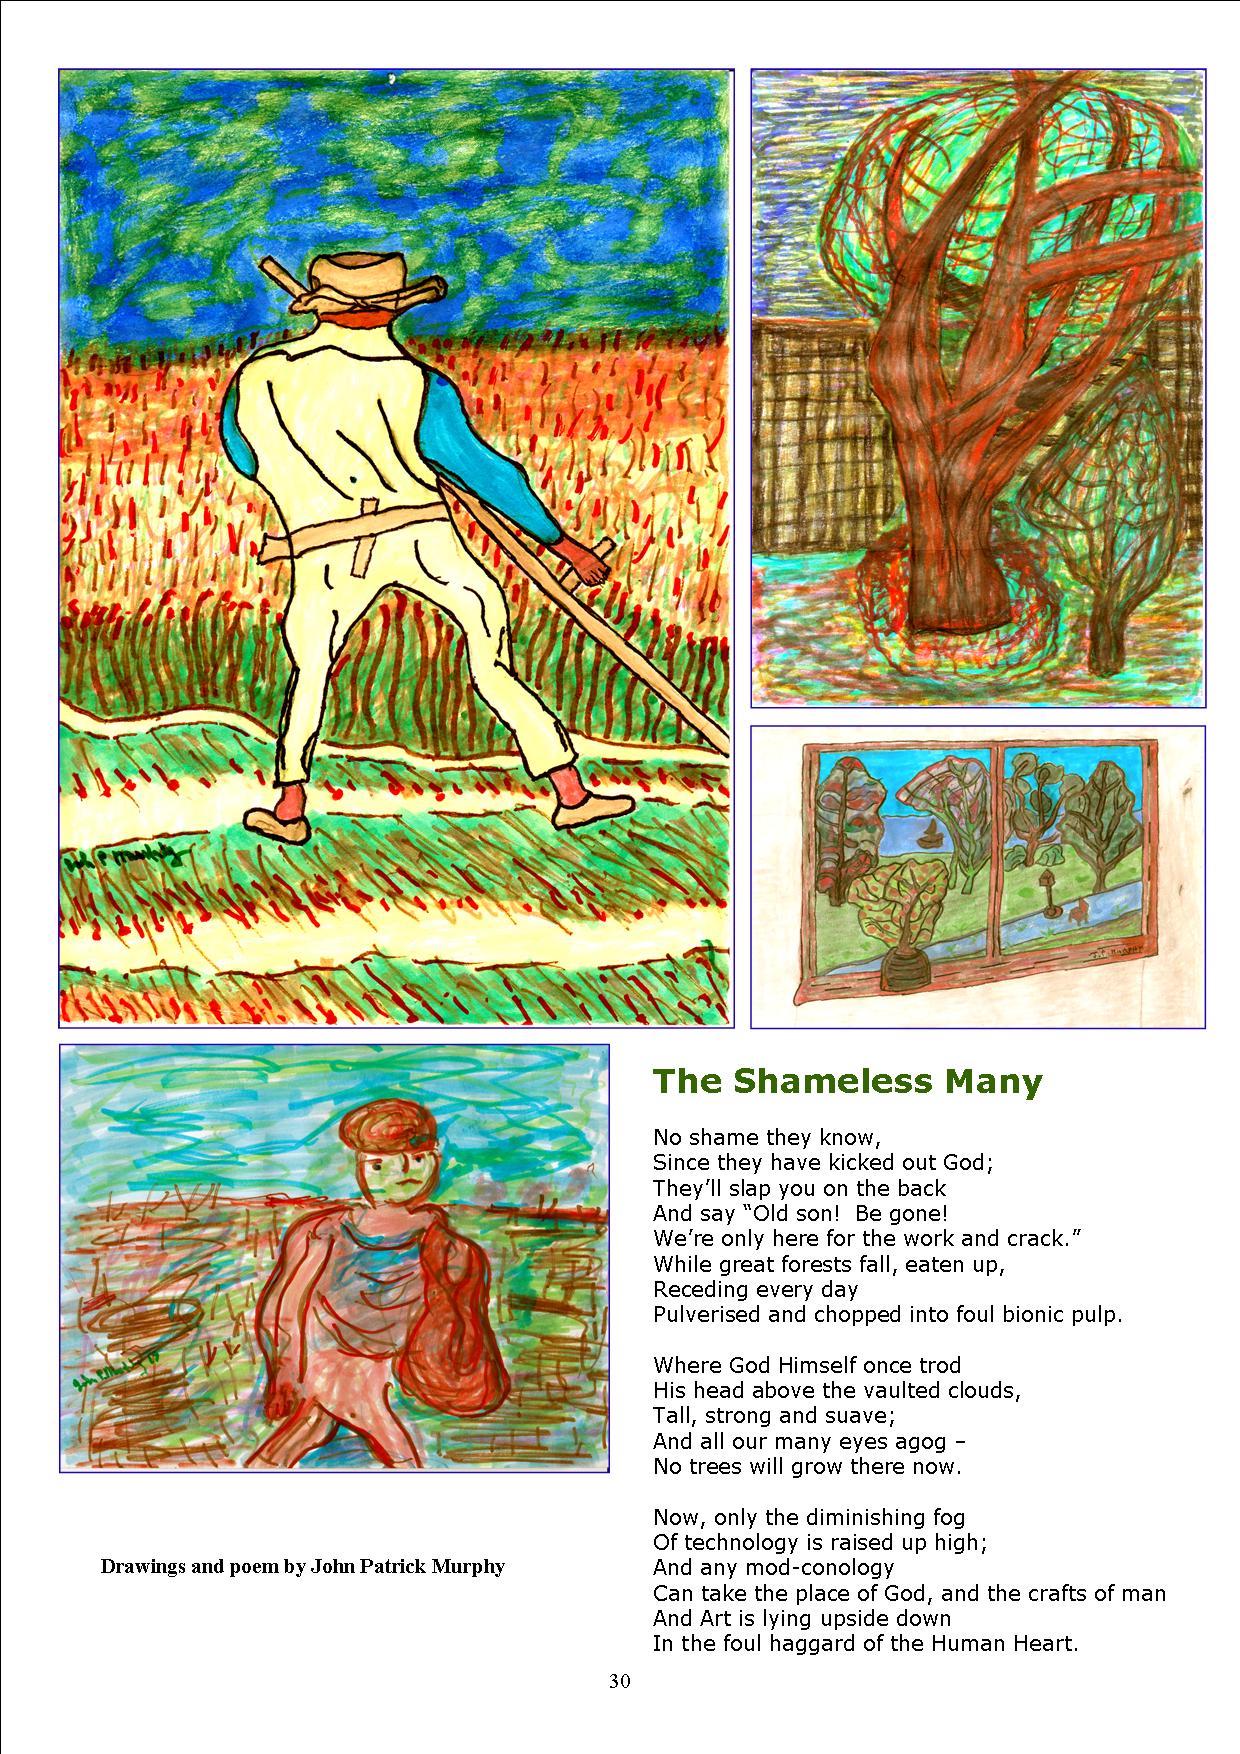 John P Murphy
J.P. Murphy
The Shameless Many
No shame they know,
Since they have kicked out God;
They’ll slap you on the back
And say “Old son!  Be gone!
We’re only here for the work and crack.”
While great forests fall, eaten up,
Receding every day
Pulverised and chopped into foul bionic pulp.
Where God Himself once trod
His head above the vaulted clouds,
Tall, strong and suave;
And all our many eyes agog –
No trees will grow there now.
Now, only the diminishing fog
Of technology is raised up high;
And any mod-conology
Can take the place of God, and the crafts of man
And Art is lying upside down
In the foul haggard of the Human Heart.
John P Murphy
Drawings and poem by John Patrick Murphy
30